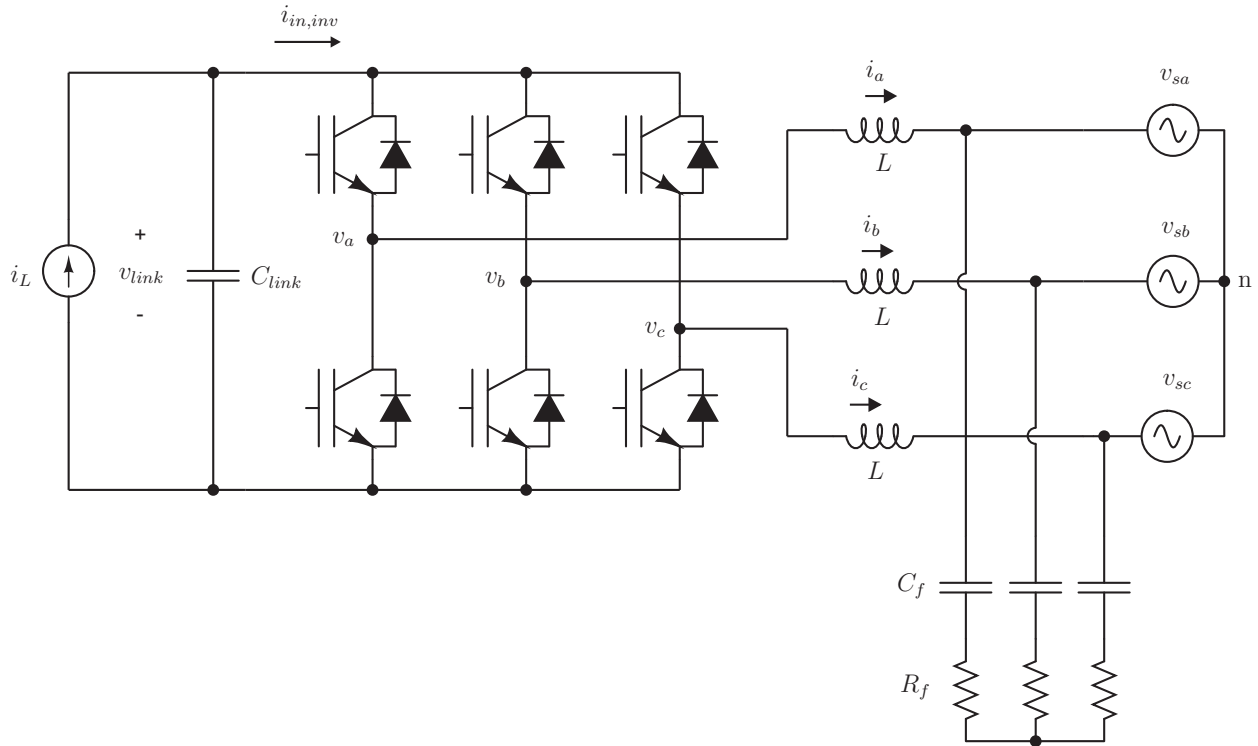 i_{in,inv}
i_a
v_{sa}
L
v_a
i_b
v_{sb}
+
i_L
v_{link}
C_{link}
v_b
n
-
L
v_c
i_c
v_{sc}
L
C_f
R_f